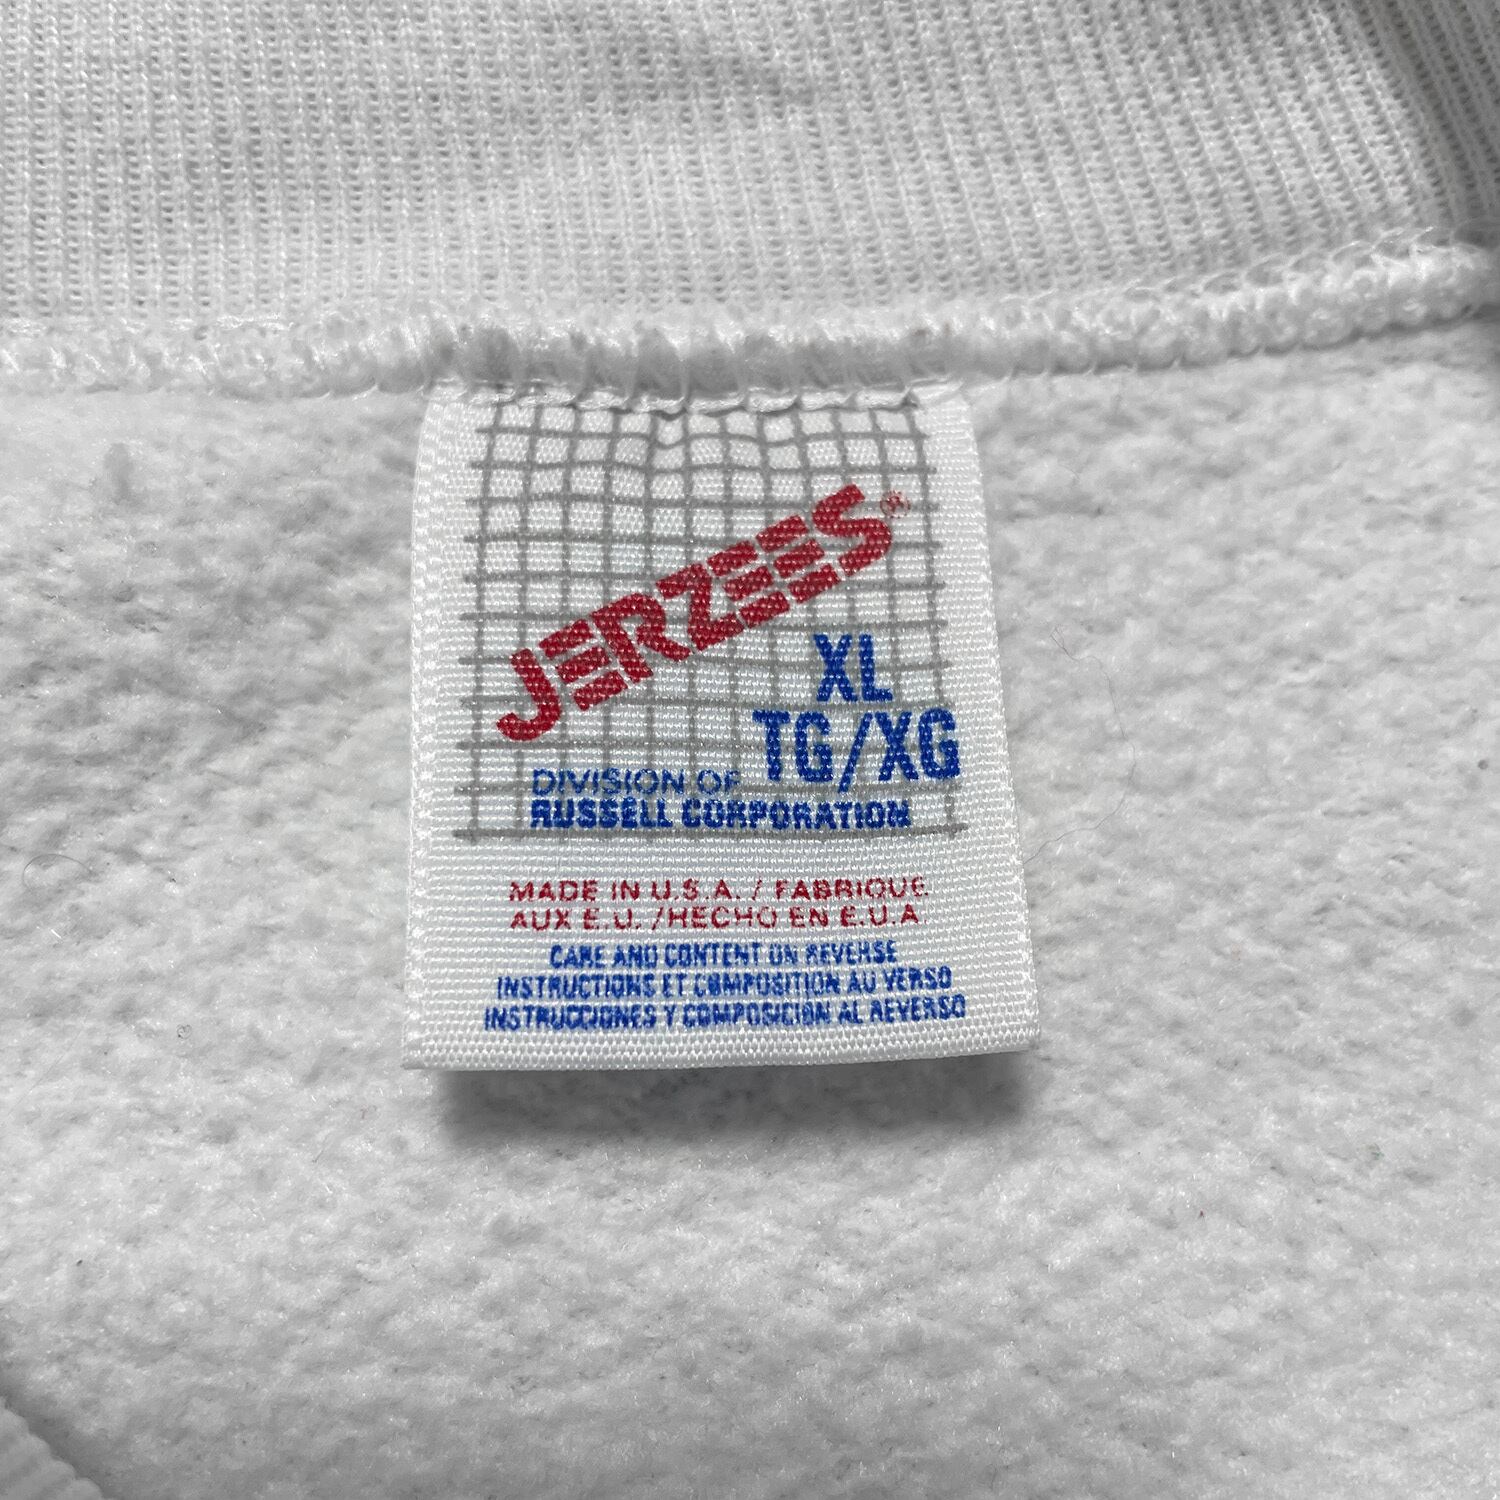 JERZEES®
XL
TG/XG
DIVISION OF
RUSSELL CORPORATION
MADE IN U.S.A. / FABRIQUE
AUX E.U. /HECHO EN E.U.A.
CARE AND CONTENT ON REVERSE
INSTRUCTIONS ET COMPOSITION AU VERSO
INSTRUCCIONES Y COMPOSICION AL REVERSO